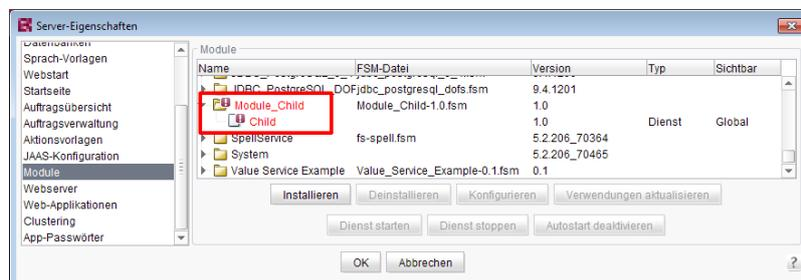 Server-Eigenschaften
Datenbanken
Sprach-Vorlagen
Webstart
Startseite
Auftragsübersicht
Auftragsverwaltung
Aktionsvorlagen
JAAS-Konfiguration
Module
Webserver
Web-Applikationen
Clustering
App-Passwörter
Module
Name FSM-Datei Version Typ Sichtbar
JDBC_PostgreSQL_DOF jdbc_postgresql_dofs.fsm 9.4.1201
Module_Child Module_Child-1.0.fsm 1.0
Child 1.0 Dienst Global
SpellService fs-spell.fsm 5.2.206_70364
System 5.2.206_70465
Value Service Example Value_Service_Example-0.1.fsm 0.1
Installieren Deinstallieren Konfigurieren Verwendungen aktualisieren
Dienst starten Dienst stoppen Autostart deaktivieren
OK Abbrechen ?